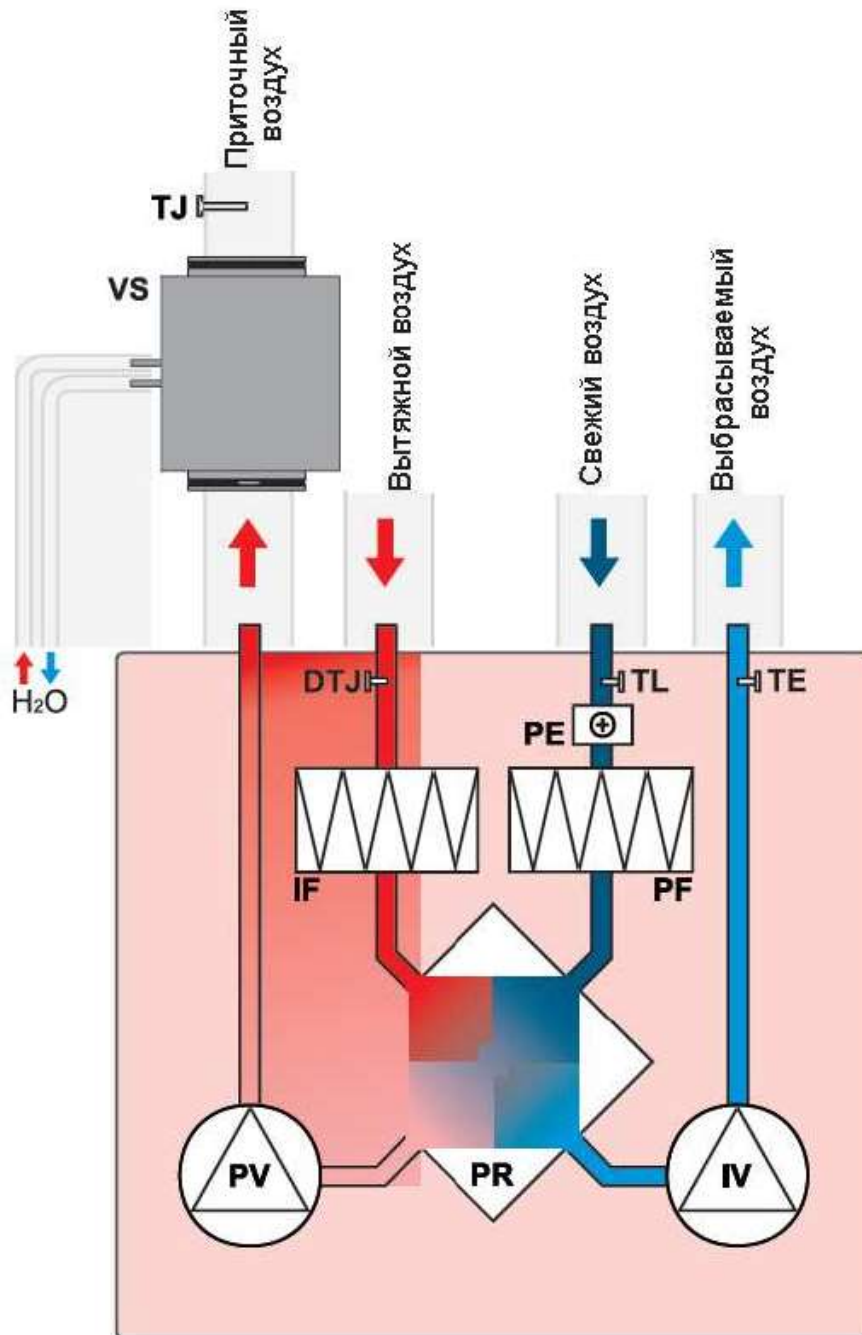 Приточный
воздух
TJ
VS
Вытяжной воздух
Свежий воздух
Выбрасываемый
воздух
H₂O
DTJ
TL
TE
PE
IF
PF
PV
PR
IV